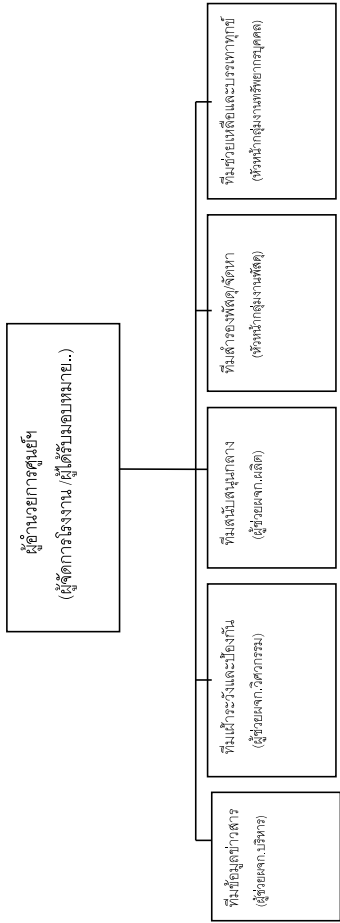 ผู้อำนวยการศูนย์ฯ
(ผู้จัดการโรงงาน /ผู้ได้รับมอบหมาย..)
ทีมข้อมูลข่าวสาร
(ผู้ช่วยผจก.บริหาร)
ทีมเฝ้าระวังและป้องกัน
(ผู้ช่วยผจก.วิศวกรรม)
ทีมสนับสนุนกลาง
(ผู้ช่วยผจก.ผลิต)
ทีมสำรองพัสดุ/จัดหา
(หัวหน้ากลุ่มงานพัสดุ)
ทีมช่วยเหลือและบรรเทาทุกข์
(หัวหน้ากลุ่มงานทรัพยากรบุคคล)